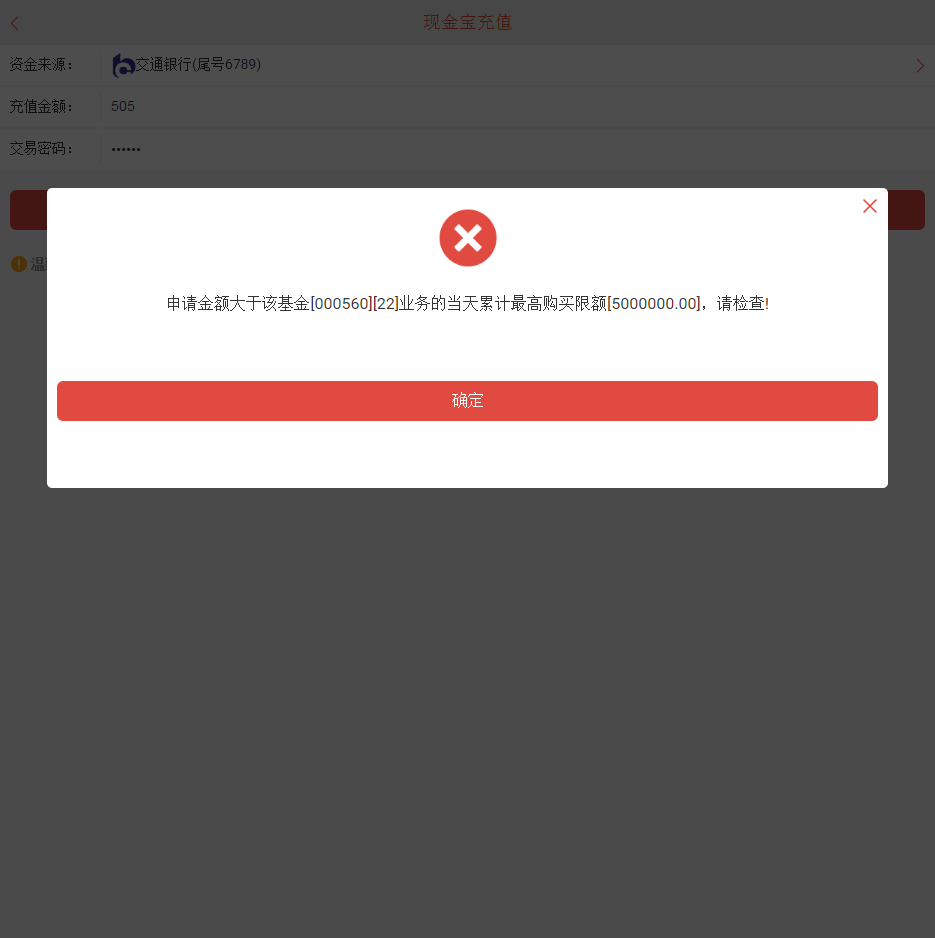 现金宝充值
资金来源： 交通银行(尾号6789)
充值金额： 505
交易密码： ••••••
温
申请金额大于该基金[000560][22]业务的当天累计最高购买限额[5000000.00]，请检查!
确定